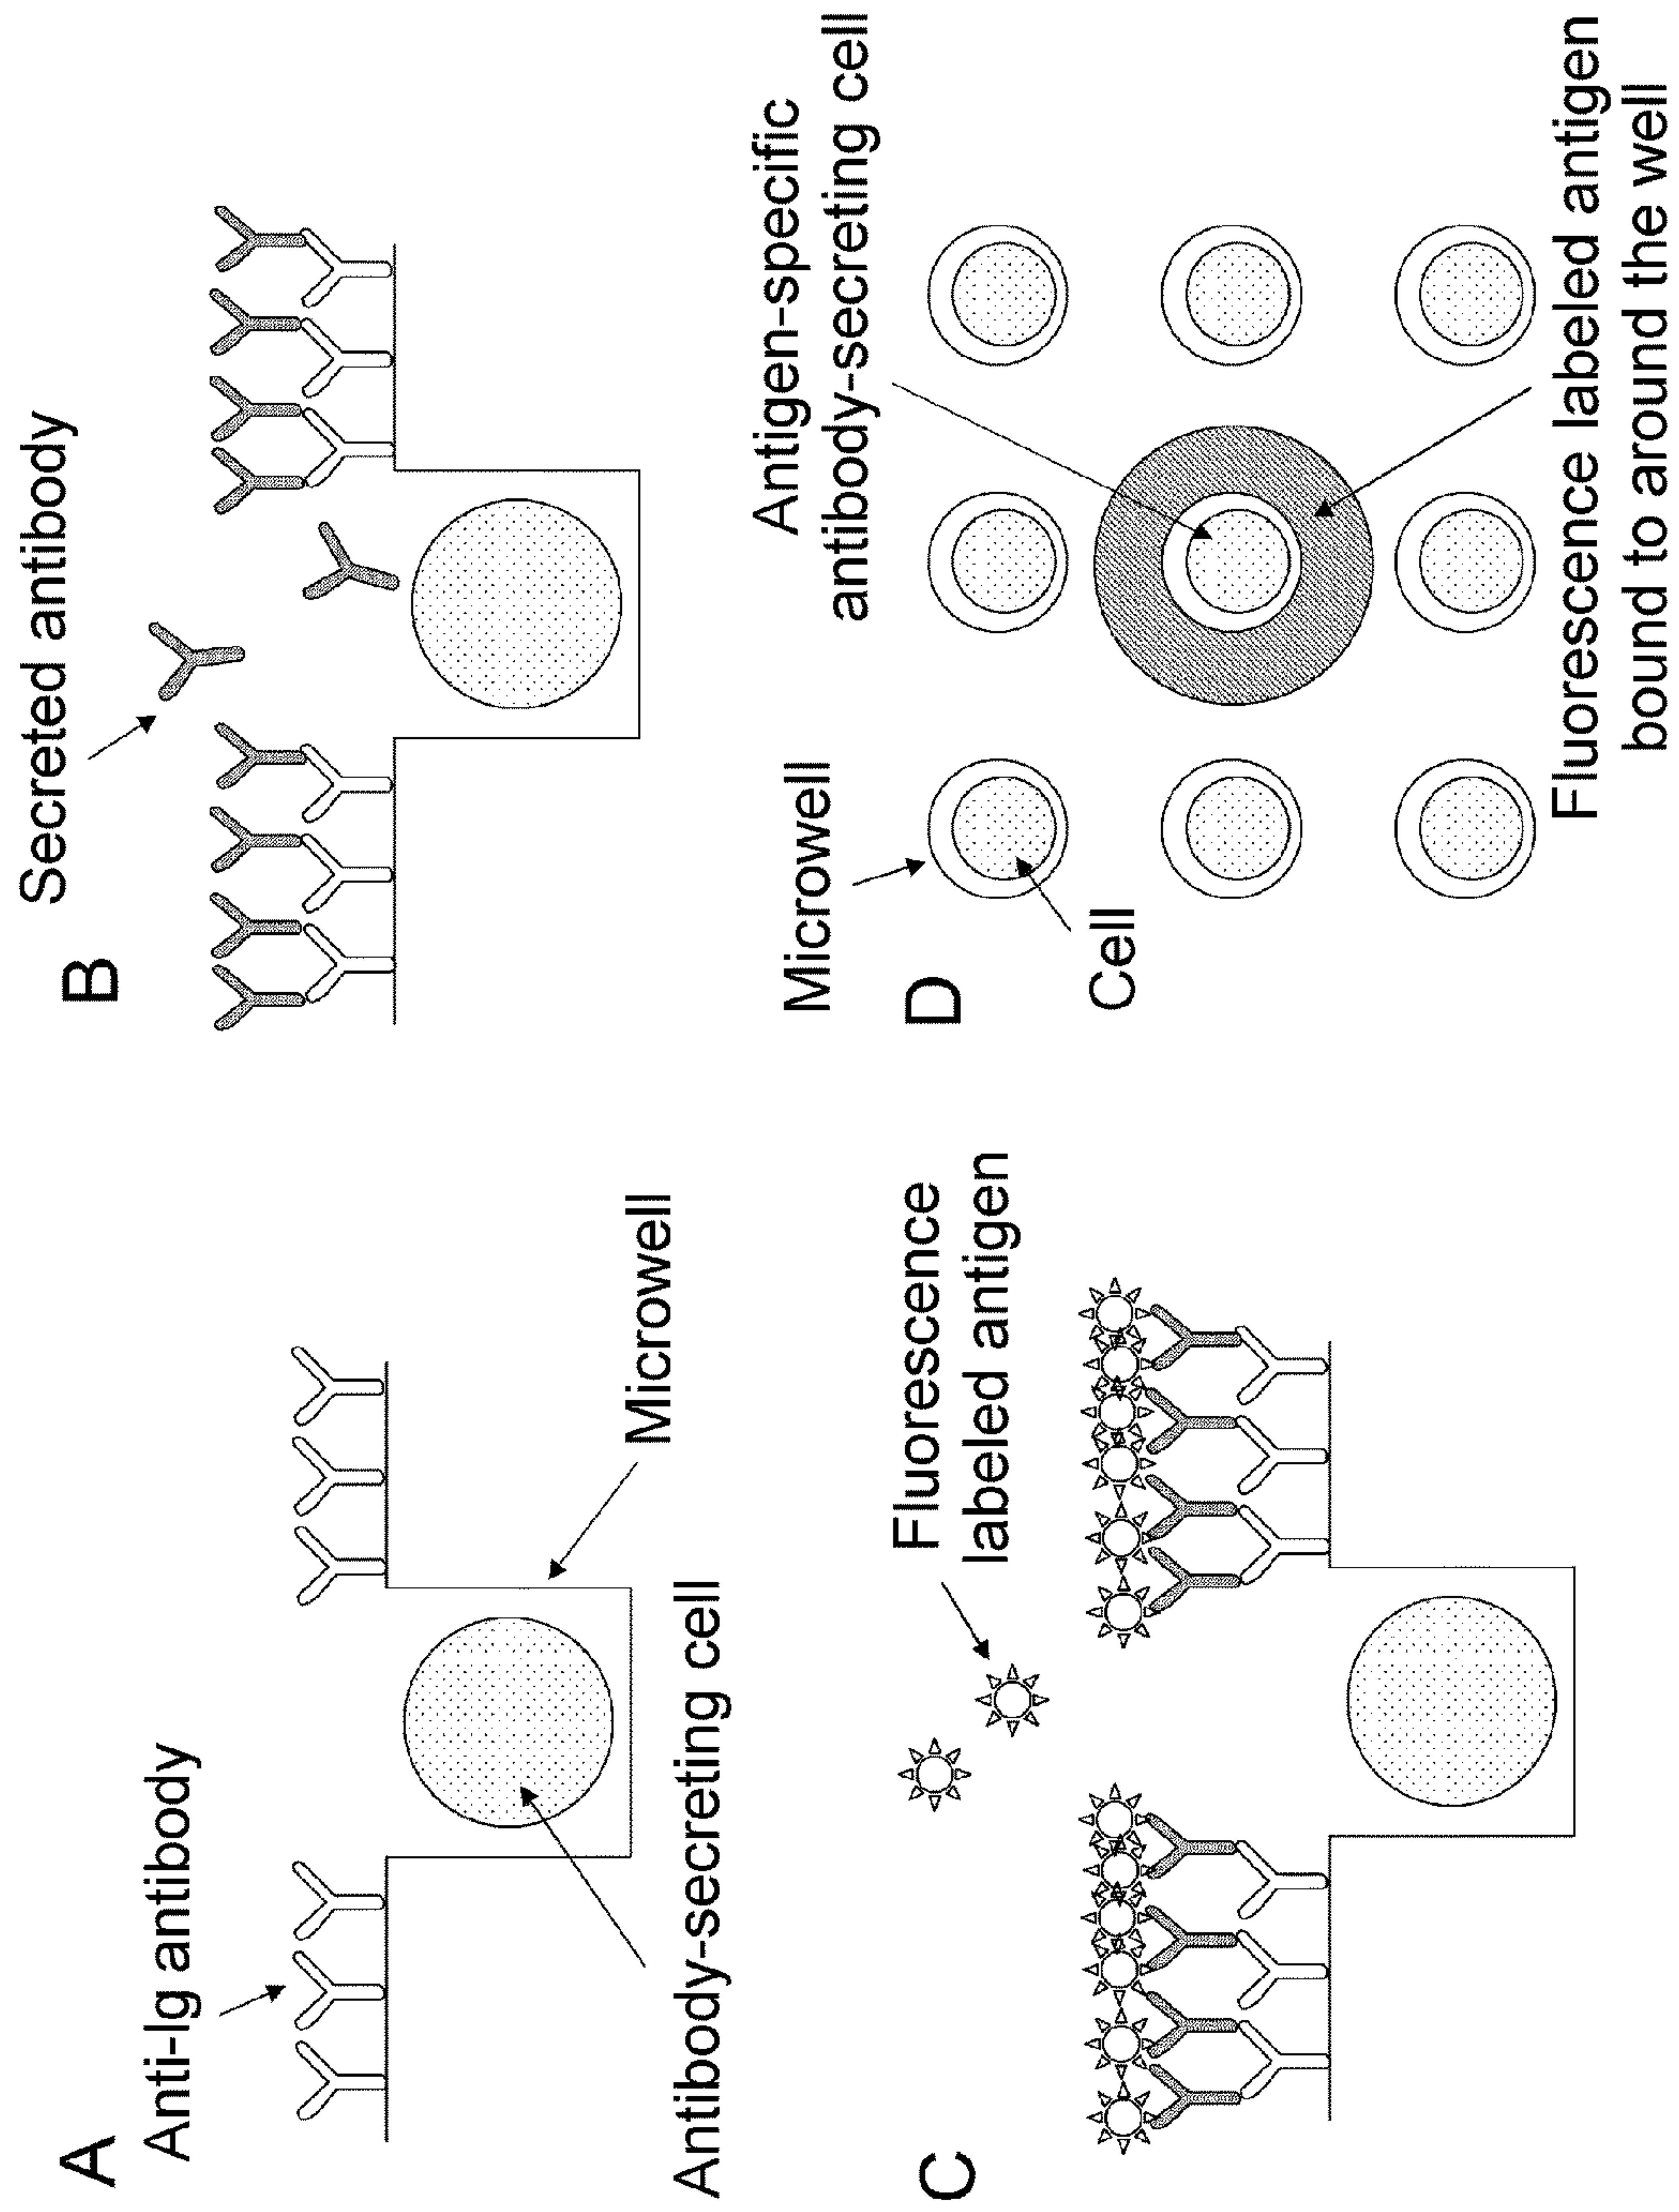 A
Anti-Ig antibody
Antibody-secreting cell
Microwell
B
Secreted antibody
C
Fluorescence
labeled antigen
D
Microwell
Cell
Antigen-specific
antibody-secreting cell
Fluorescence labeled antigen
bound to around the well